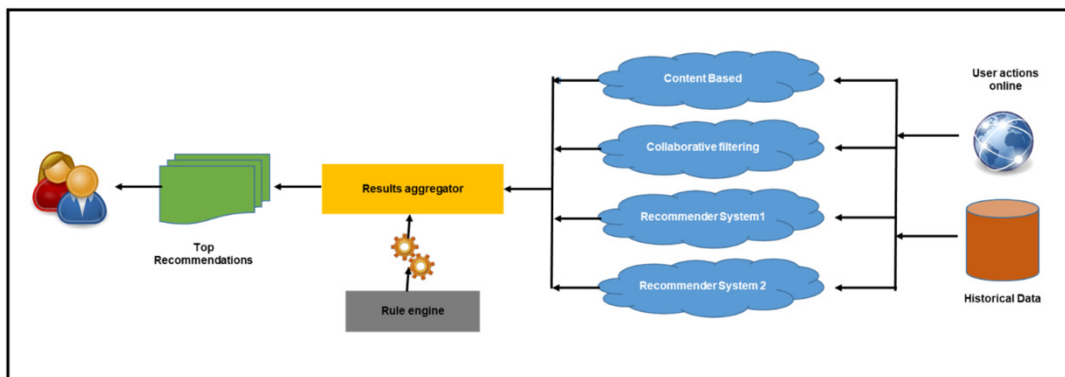 Content Based
User actions
online
Collaborative filtering
Results aggregator
Recommender System1
Top
Recommendations
Recommender System 2
Rule engine
Historical Data